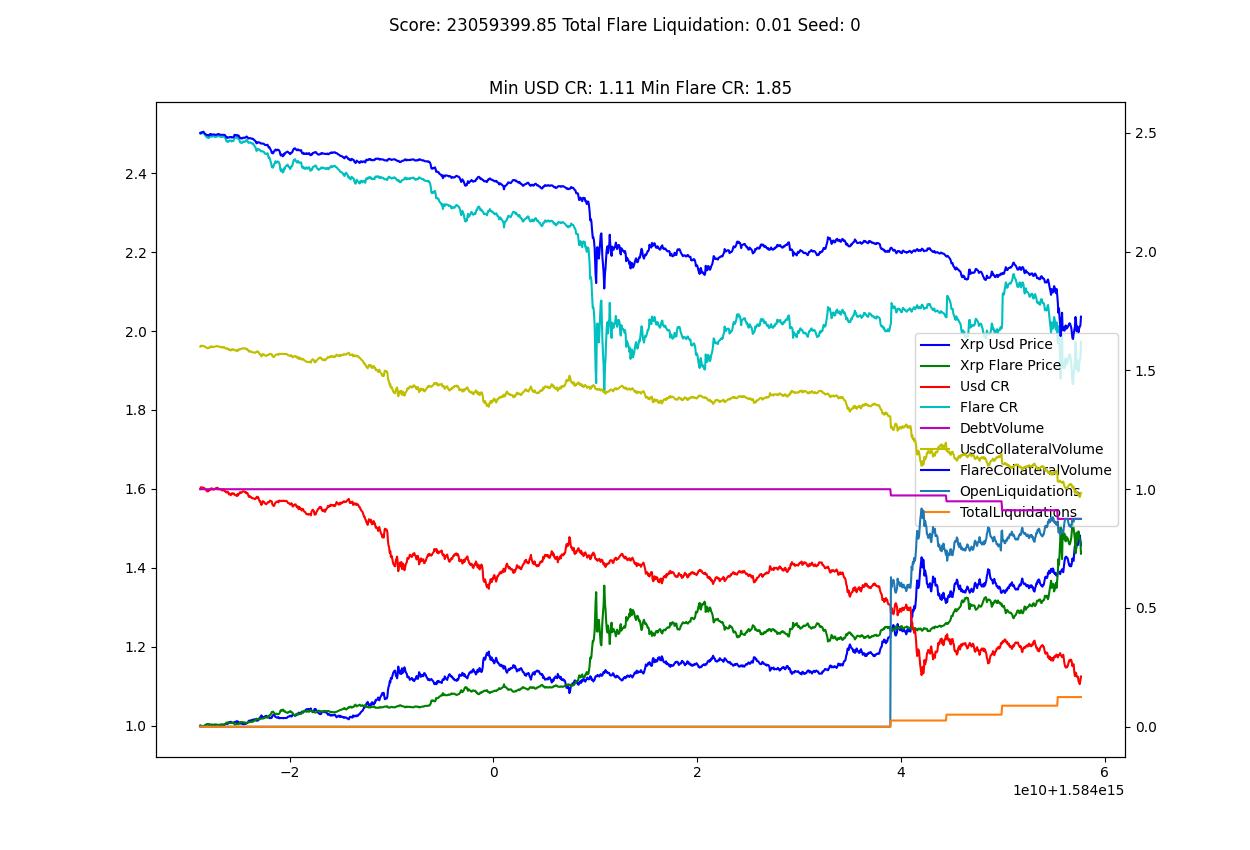 Score: 23059399.85 Total Flare Liquidation: 0.01 Seed: 0
Min USD CR: 1.11 Min Flare CR: 1.85
2.4
2.2
2.0
1.8
1.6
1.4
1.2
1.0
2.5
2.0
1.5
1.0
0.5
0.0
Xrp Usd Price
Xrp Flare Price
Usd CR
Flare CR
DebtVolume
UsdCollateralVolume
FlareCollateralVolume
OpenLiquidations
TotalLiquidations
−2 0 2 4 6
1e10+1.584e15